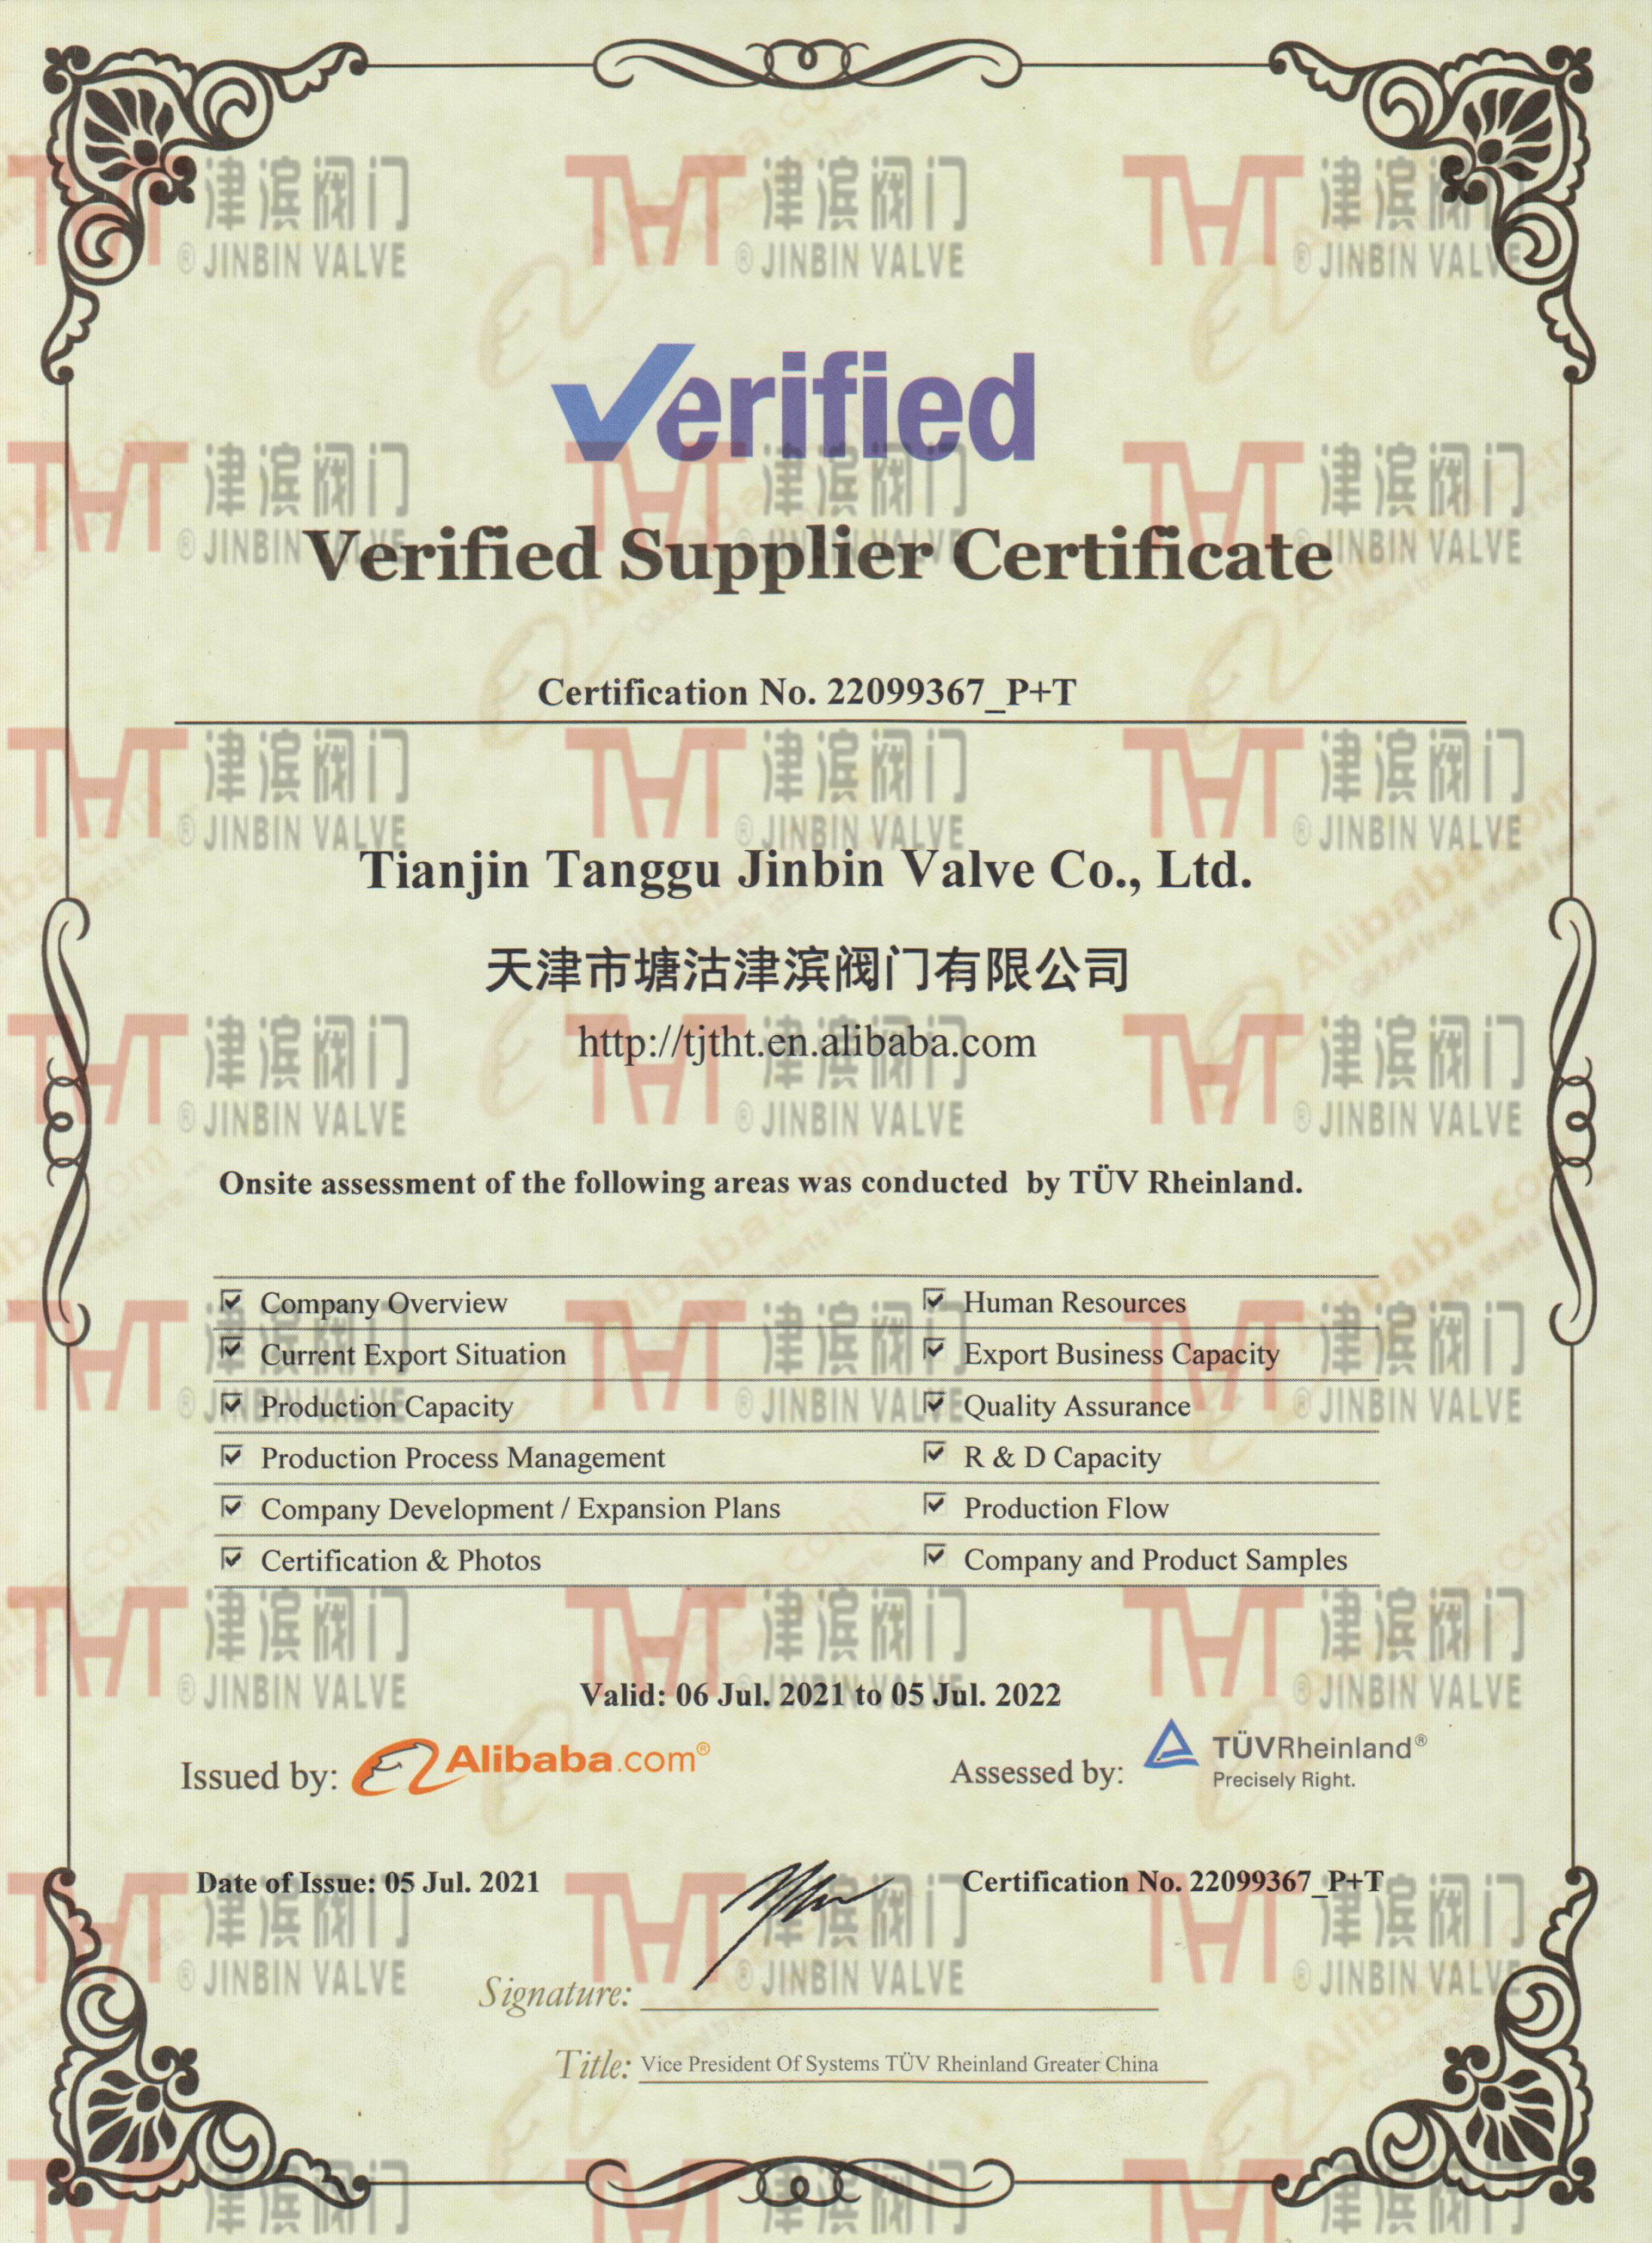 Verified
Verified Supplier Certificate
Certification No. 22099367_P+T
Tianjin Tanggu Jinbin Valve Co., Ltd.
天津市塘沽津滨阀门有限公司
http://tjtht.en.alibaba.com
Onsite assessment of the following areas was conducted by TÜV Rheinland.
Company Overview Human Resources
Current Export Situation Export Business Capacity
Production Capacity Quality Assurance
Production Process Management R & D Capacity
Company Development / Expansion Plans Production Flow
Certification & Photos Company and Product Samples
Valid: 06 Jul. 2021 to 05 Jul. 2022
Issued by: Alibaba.com® Assessed by: TÜVRheinland®
Precisely Right.
Date of Issue: 05 Jul. 2021 Certification No. 22099367_P+T
Signature:
Title: Vice President Of Systems TÜV Rheinland Greater China
THT 津滨阀门
® JINBIN VALVE